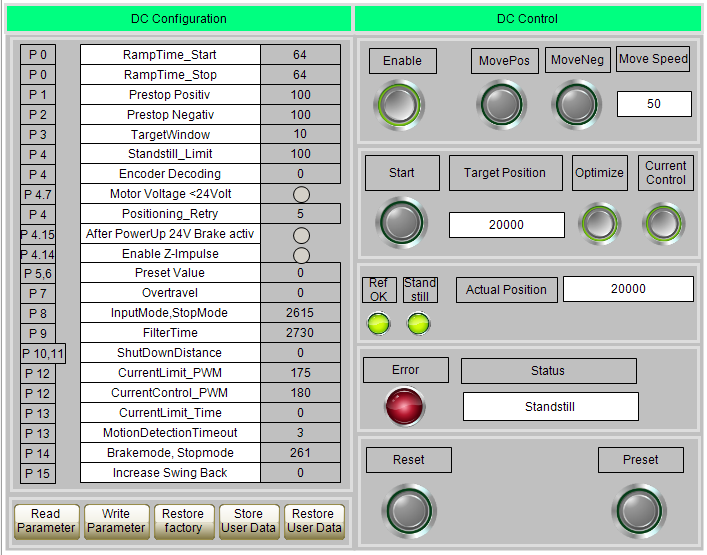 DC Configuration
P 0 RampTime_Start 64
P 0 RampTime_Stop 64
P 1 Prestop Positiv 100
P 2 Prestop Negativ 100
P 3 TargetWindow 10
P 4 Standstill_Limit 100
P 4 Encoder Decoding 0
P 4.7 Motor Voltage <24Volt
P 4 Positioning_Retry 5
P 4.15 After PowerUp 24V Brake activ
P 4.14 Enable Z-Impulse
P 5,6 Preset Value 0
P 7 Overtravel 0
P 8 InputMode,StopMode 2615
P 9 FilterTime 2730
P 10,11 ShutDownDistance 0
P 12 CurrentLimit_PWM 175
P 12 CurrentControl_PWM 180
P 13 CurrentLimit_Time 0
P 13 MotionDetectionTimeout 3
P 14 Brakemode, Stopmode 261
P 15 Increase Swing Back 0
Read
Parameter
Write
Parameter
Restore
factory
Store
User Data
Restore
User Data
DC Control
Enable
MovePos
MoveNeg
Move Speed
50
Start
Target Position
20000
Optimize
Current
Control
Ref
OK
Stand
still
Actual Position
20000
Error
Status
Standstill
Reset
Preset